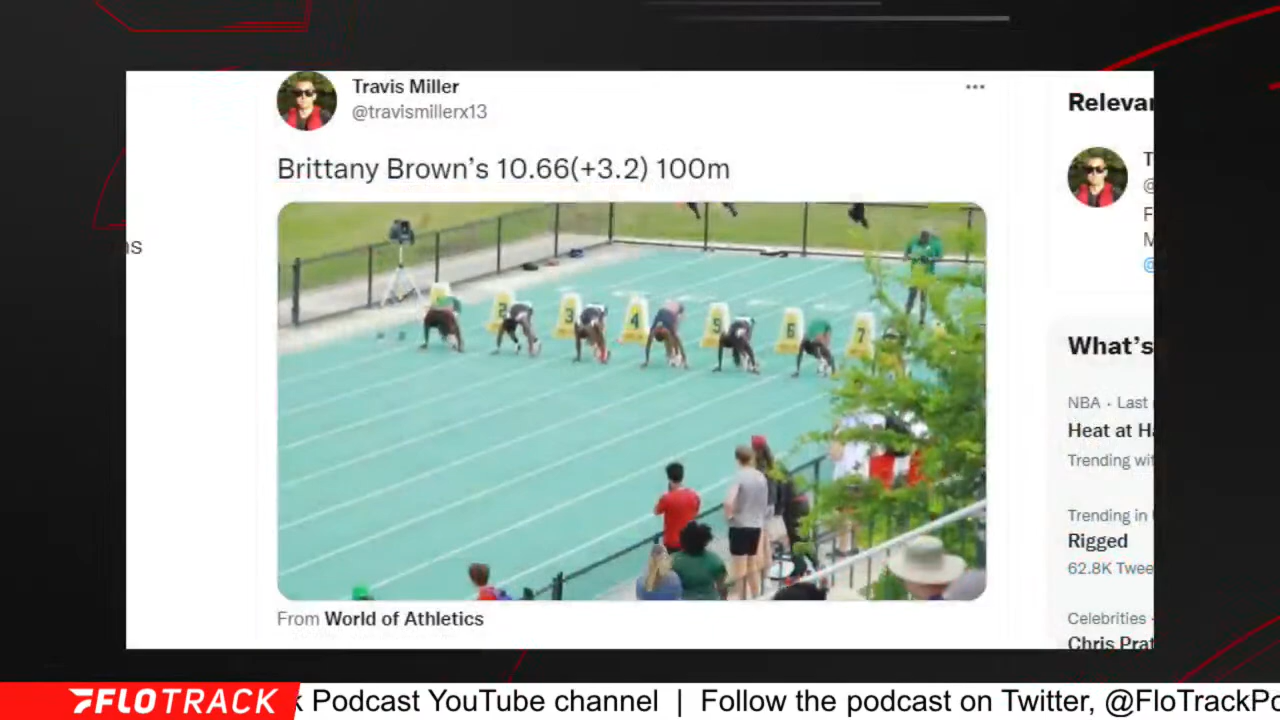 Travis Miller
@travismillerx13
Brittany Brown's 10.66(+3.2) 100m
2
3
4
5
6
7
From World of Athletics
ns
Relevan
T
@
F
M
@
What's
NBA · Last
Heat at Ha
Trending wit
Trending in
Rigged
62.8K Twee
Celebrities ·
Chris Prat
FLOTRACK
k Podcast YouTube channel | Follow the podcast on Twitter, @FloTrackPo